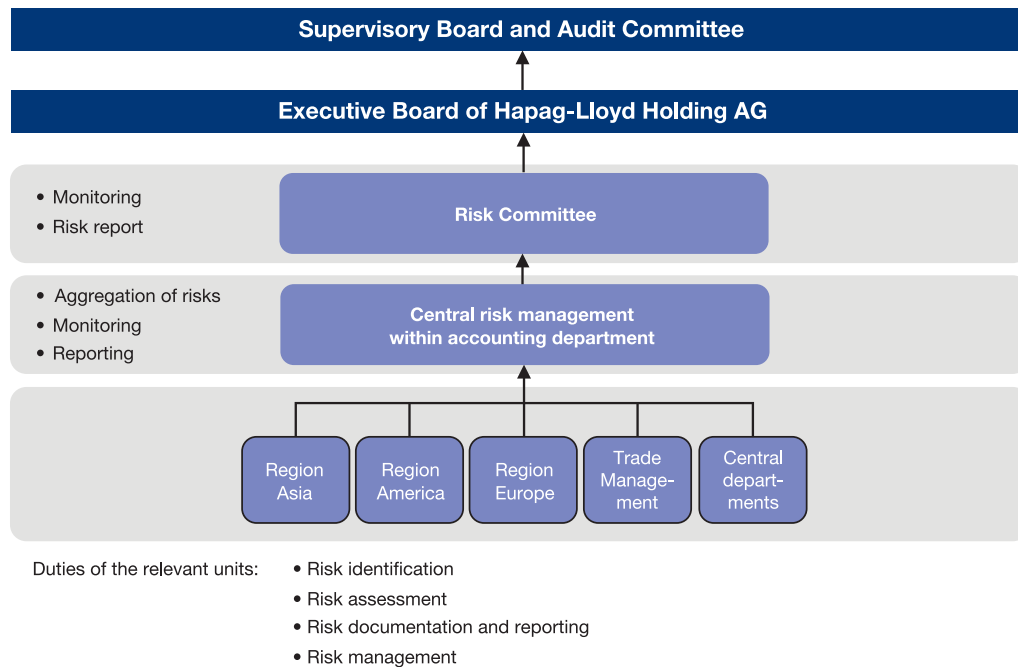 Supervisory Board and Audit Committee
Executive Board of Hapag-Lloyd Holding AG
• Monitoring
• Risk report
Risk Committee
• Aggregation of risks
• Monitoring
• Reporting
Central risk management
within accounting department
Region
Asia
Region
America
Region
Europe
Trade
Manage-
ment
Central
depart-
ments
Duties of the relevant units:
• Risk identification
• Risk assessment
• Risk documentation and reporting
• Risk management